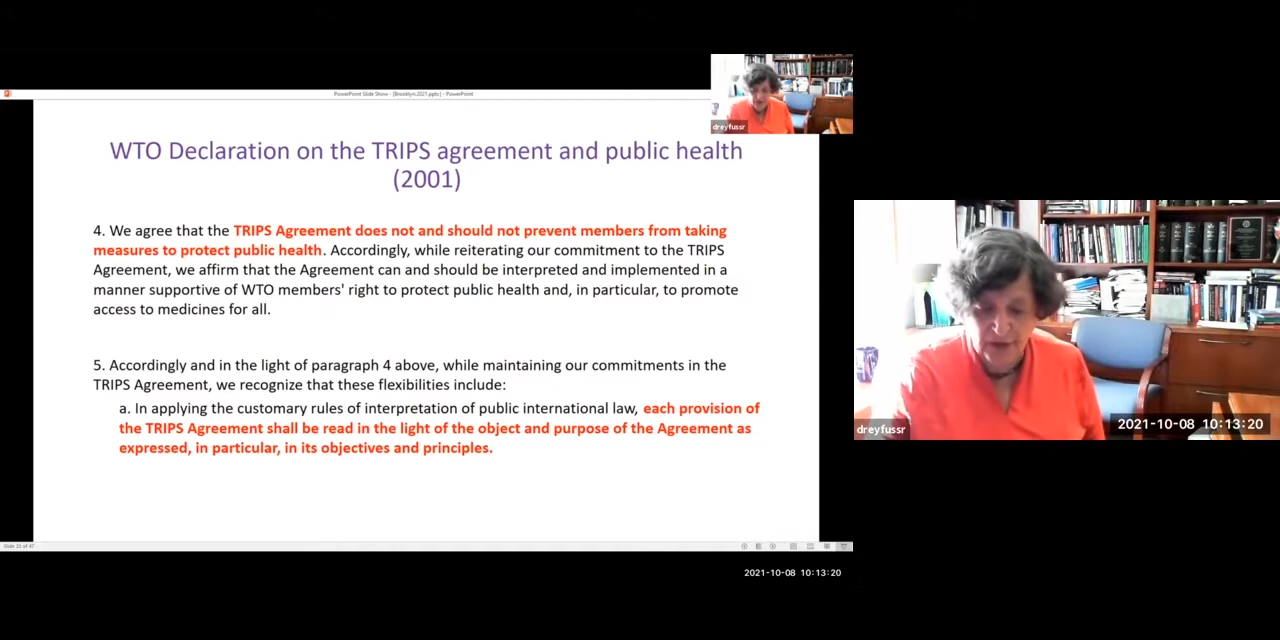 PowerPoint Slide Show - [Brooklyn.2021.pptx] - PowerPoint
dreyfussr
WTO Declaration on the TRIPS agreement and public health
(2001)
4. We agree that the TRIPS Agreement does not and should not prevent members from taking
measures to protect public health. Accordingly, while reiterating our commitment to the TRIPS
Agreement, we affirm that the Agreement can and should be interpreted and implemented in a
manner supportive of WTO members' right to protect public health and, in particular, to promote
access to medicines for all.
5. Accordingly and in the light of paragraph 4 above, while maintaining our commitments in the
TRIPS Agreement, we recognize that these flexibilities include:
a. In applying the customary rules of interpretation of public international law, each provision of
the TRIPS Agreement shall be read in the light of the object and purpose of the Agreement as
expressed, in particular, in its objectives and principles.
2021-10-08 10:13:20
dreyfussr
2021-10-08 10:13:20